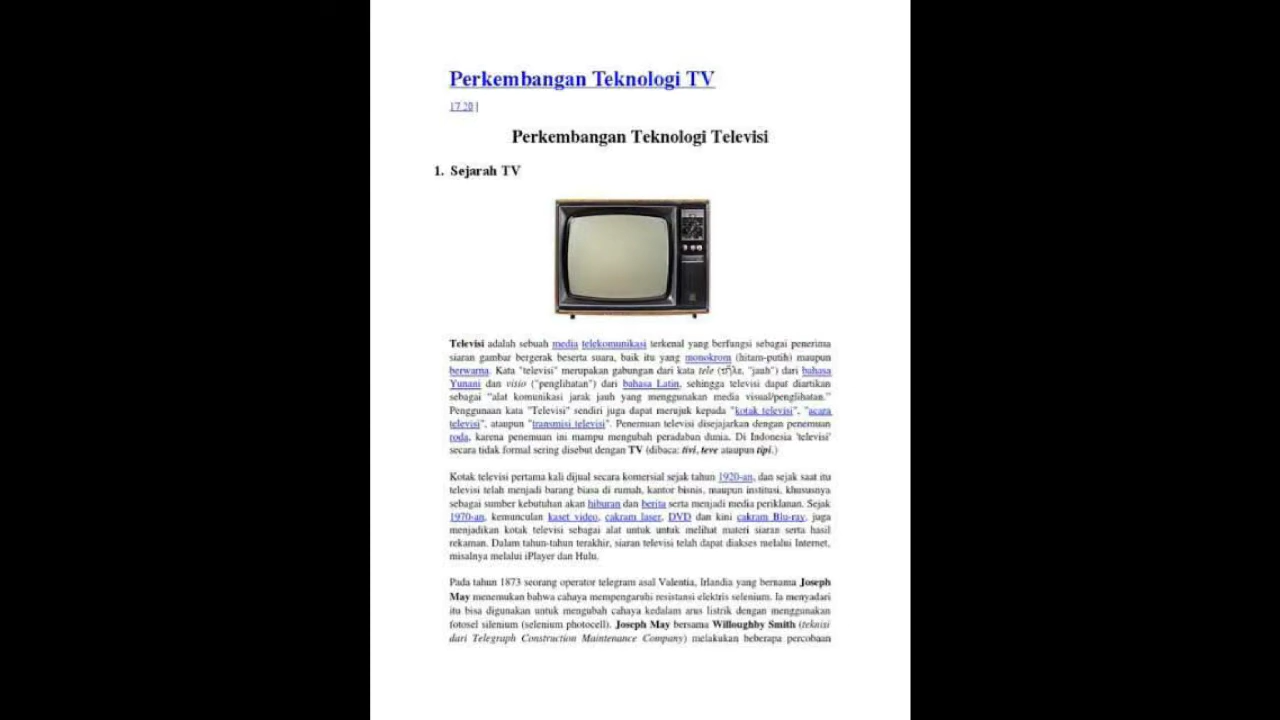 Perkembangan Teknologi TV
17.20 |
Perkembangan Teknologi Televisi
1. Sejarah TV
Televisi adalah sebuah media telekomunikasi terkenal yang berfungsi sebagai penerima
siaran gambar bergerak beserta suara, baik itu yang monokrom (hitam-putih) maupun
berwarna. Kata "televisi" merupakan gabungan dari kata tele (τῆλε, "jauh") dari bahasa
Yunani dan visio ("penglihatan") dari bahasa Latin, sehingga televisi dapat diartikan
sebagai “alat komunikasi jarak jauh yang menggunakan media visual/penglihatan.”
Penggunaan kata "Televisi" sendiri juga dapat merujuk kepada "kotak televisi", "acara
televisi", ataupun "transmisi televisi". Penemuan televisi disejajarkan dengan penemuan
roda, karena penemuan ini mampu mengubah peradaban dunia. Di Indonesia 'televisi'
secara tidak formal sering disebut dengan TV (dibaca: tivi, teve ataupun tipi.)
Kotak televisi pertama kali dijual secara komersial sejak tahun 1920-an, dan sejak saat itu
televisi telah menjadi barang biasa di rumah, kantor bisnis, maupun institusi, khususnya
sebagai sumber kebutuhan akan hiburan dan berita serta menjadi media periklanan. Sejak
1970-an, kemunculan kaset video, cakram laser, DVD dan kini cakram Blu-ray, juga
menjadikan kotak televisi sebagai alat untuk untuk melihat materi siaran serta hasil
rekaman. Dalam tahun-tahun terakhir, siaran televisi telah dapat diakses melalui Internet,
misalnya melalui iPlayer dan Hulu.
Pada tahun 1873 seorang operator telegram asal Valentia, Irlandia yang bernama Joseph
May menemukan bahwa cahaya mempengaruhi resistansi elektris selenium. Ia menyadari
itu bisa digunakan untuk mengubah cahaya kedalam arus listrik dengan menggunakan
fotosel silenium (selenium photocell). Joseph May bersama Willoughby Smith (teknisi
dari Telegraph Construction Maintenance Company) melakukan beberapa percobaan